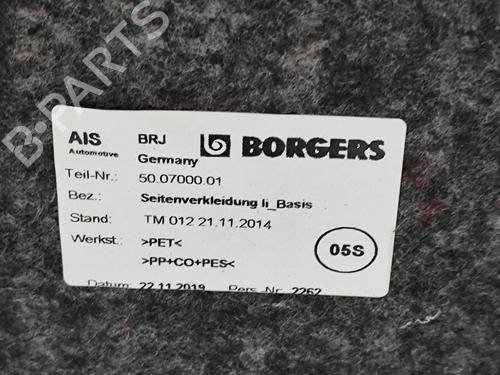 B-PARTS
AIS BRJ BORGERS
Automotive Germany
Teil-Nr.: 50.07000.01
Bez.: Seitenverkleidung li_Basis
Stand: TM 012 21.11.2014
Werkst.: >PET<
05S
>PP+CO+PES<
Datum: 22.11.2019 Pers.-Nr. 2262